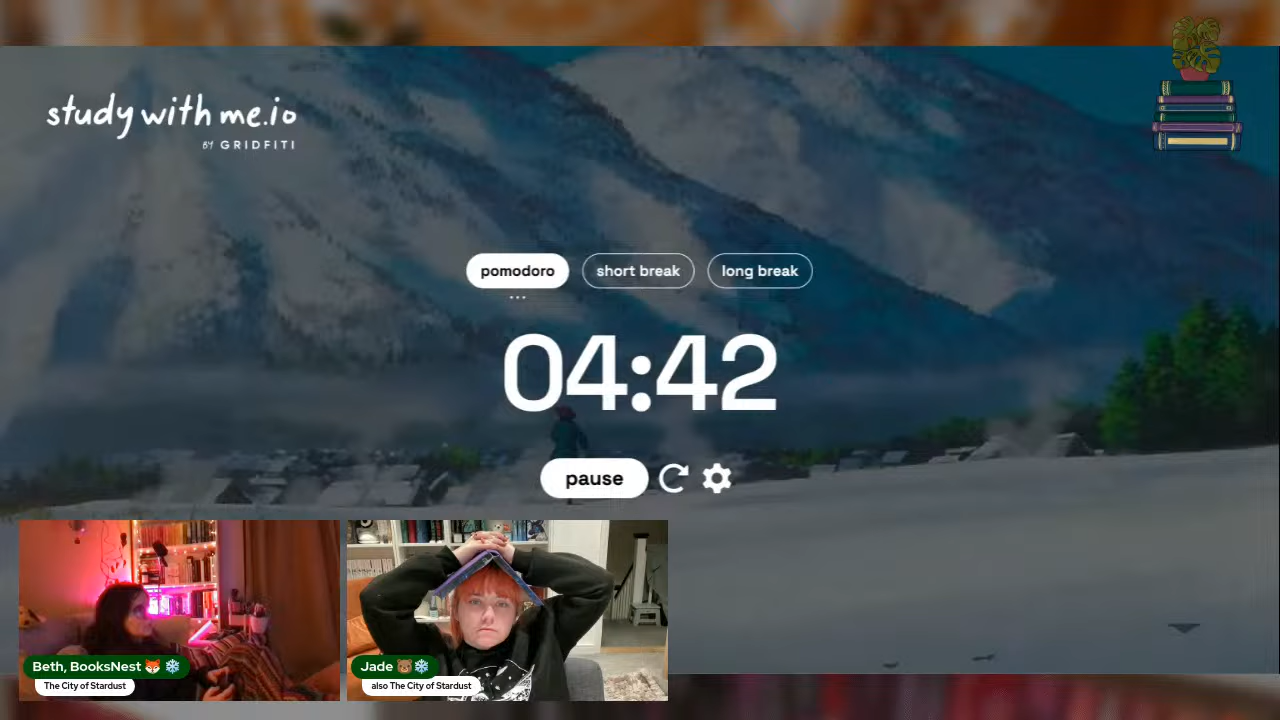 study with me.io
BY GRIDFITI
pomodoro
short break
long break
04:42
pause
Beth, BooksNest 🦊 ❄️
The City of Stardust
Jade 🐻❄️
also The City of Stardust